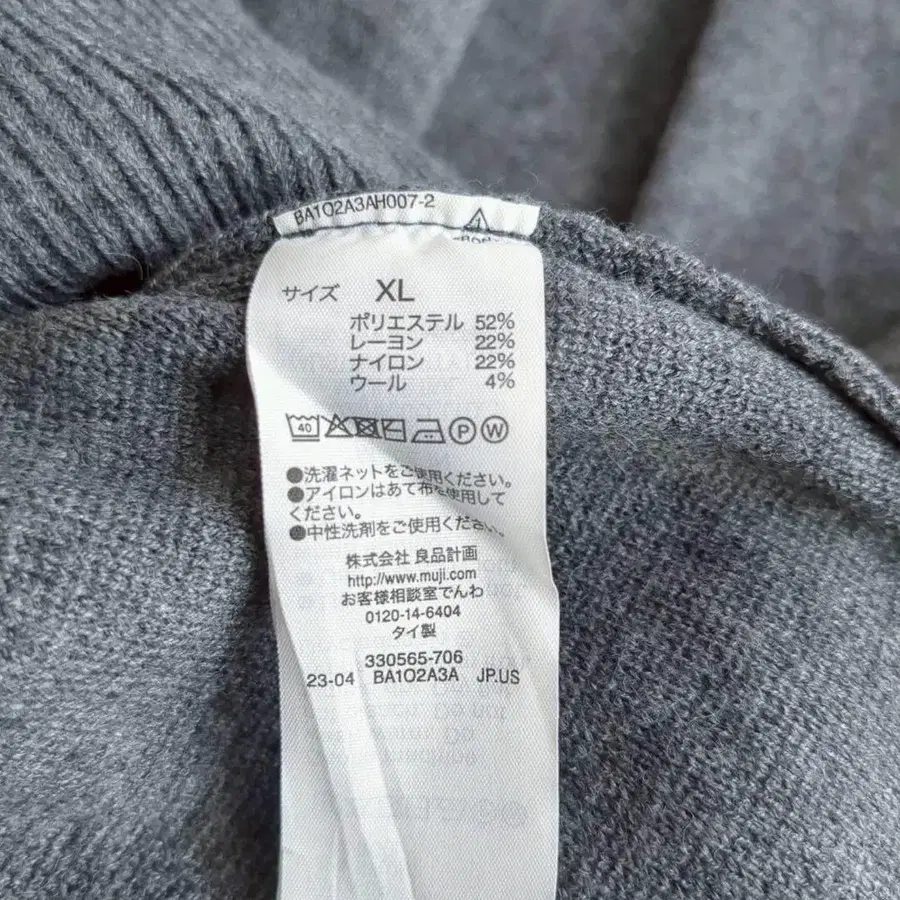 BA1O2A3AH007-2
サイズ XL
ポリエステル 52%
レーヨン 22%
ナイロン 22%
ウール 4%
40 P W
●洗濯ネットをご使用ください。
●アイロンはあて布を使用して
ください。
●中性洗剤をご使用ください。
株式会社 良品計画
http://www.muji.com
お客様相談室でんわ
0120-14-6404
タイ製
330565-706
23-04 BA1O2A3A JP.US